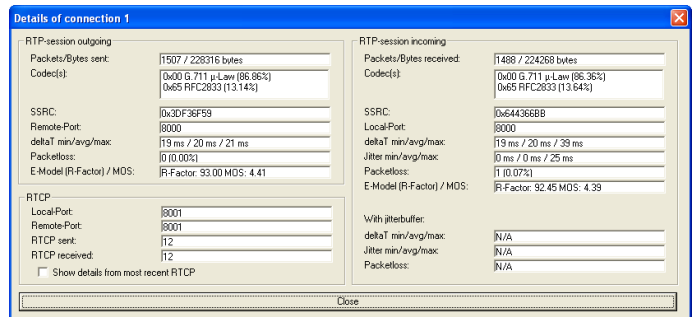 Details of connection 1
RTP-session outgoing
Packets/Bytes sent: 1507 / 228316 bytes
Codec(s): 0x00 G.711 µ-Law (86.86%)
0x65 RFC2833 (13.14%)
SSRC: 0x3DF36F59
Remote-Port: 8000
deltaT min/avg/max: 19 ms / 20 ms / 21 ms
Packetloss: 0 (0.00%)
E-Model (R-Factor) / MOS: R-Factor: 93.00 MOS: 4.41
RTCP
Local-Port: 8001
Remote-Port: 8001
RTCP sent: 12
RTCP received: 12
Show details from most recent RTCP
RTP-session incoming
Packets/Bytes received: 1488 / 224268 bytes
Codec(s): 0x00 G.711 µ-Law (86.36%)
0x65 RFC2833 (13.64%)
SSRC: 0x644366BB
Local-Port: 8000
deltaT min/avg/max: 19 ms / 20 ms / 39 ms
Jitter min/avg/max: 0 ms / 0 ms / 25 ms
Packetloss: 1 (0.07%)
E-Model (R-Factor) / MOS: R-Factor: 92.45 MOS: 4.39
With jitterbuffer:
deltaT min/avg/max: N/A
Jitter min/avg/max: N/A
Packetloss: N/A
Close